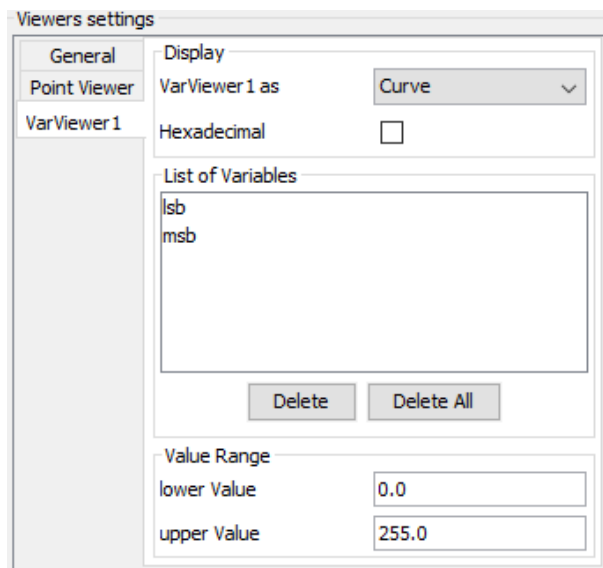 Viewers settings
General
Point Viewer
VarViewer1
Display
VarViewer1 as
Curve
Hexadecimal
List of Variables
lsb
msb
Delete
Delete All
Value Range
lower Value
0.0
upper Value
255.0